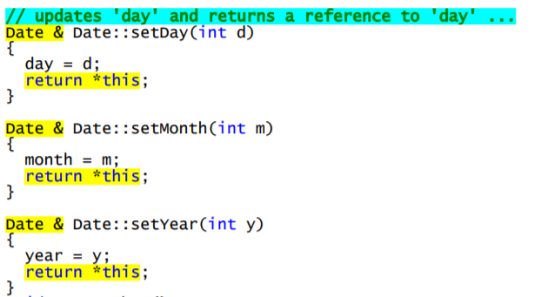 // updates 'day' and returns a reference to 'day' ...
Date & Date::setDay(int d)
{
  day = d;
  return *this;
}

Date & Date::setMonth(int m)
{
  month = m;
  return *this;
}

Date & Date::setYear(int y)
{
  year = y;
  return *this;
}